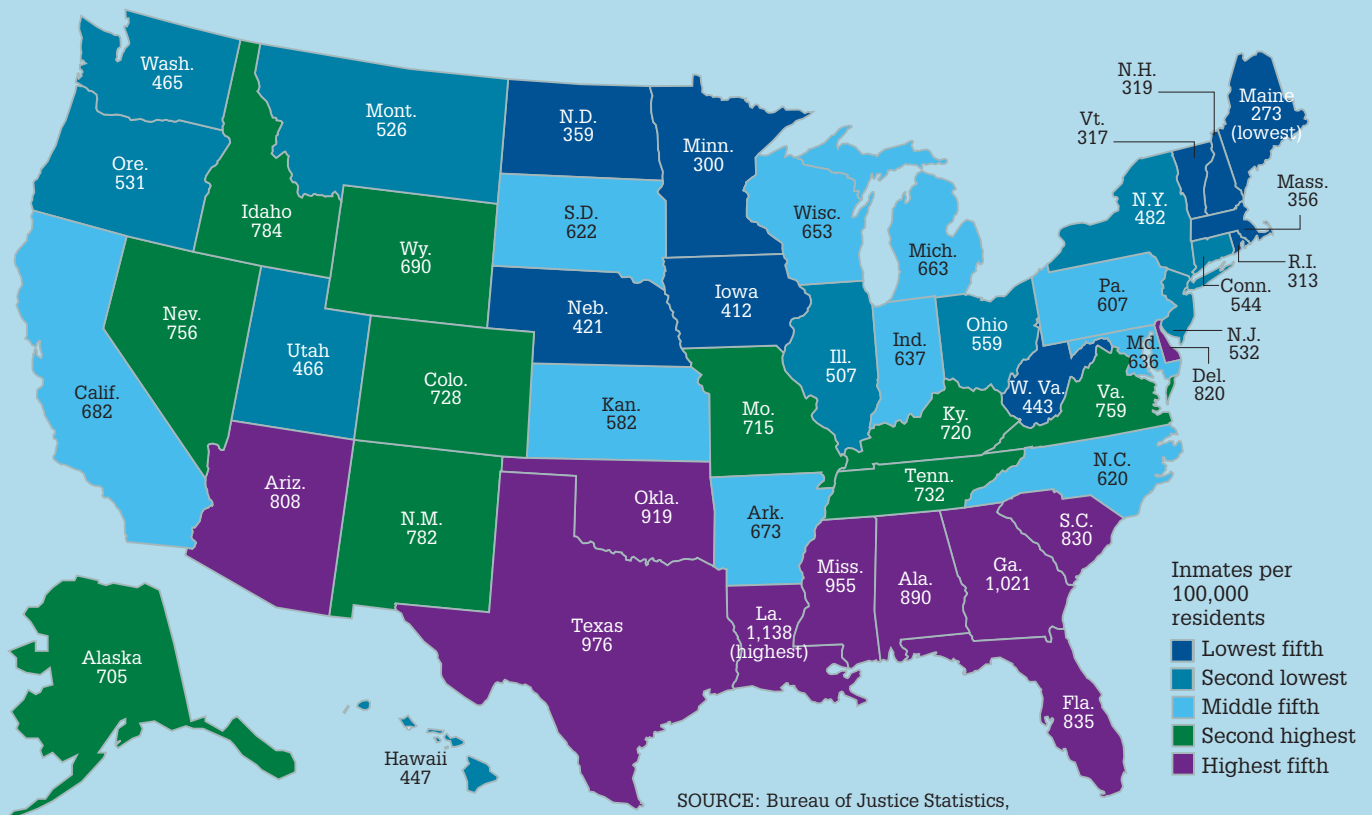 Wash.
465
Ore.
531
Calif.
682
Nev.
756
Idaho
784
Mont.
526
Wy.
690
Utah
466
Colo.
728
Ariz.
808
N.M.
782
N.D.
359
S.D.
622
Neb.
421
Kan.
582
Okla.
919
Texas
976
Minn.
300
Iowa
412
Mo.
715
Ark.
673
La.
1,138
(highest)
Wisc.
653
Ill.
507
Mich.
663
Ind.
637
Ohio
559
Ky.
720
Tenn.
732
Miss.
955
Ala.
890
Ga.
1,021
Fla.
835
S.C.
830
N.C.
620
Va.
759
W. Va.
443
Md.
636
Pa.
607
N.Y.
482
Vt.
317
N.H.
319
Maine
273
(lowest)
Mass.
356
R.I.
313
Conn.
544
N.J.
532
Del.
820
Alaska
705
Hawaii
447
Inmates per
100,000
residents
Lowest fifth
Second lowest
Middle fifth
Second highest
Highest fifth
SOURCE: Bureau of Justice Statistics,